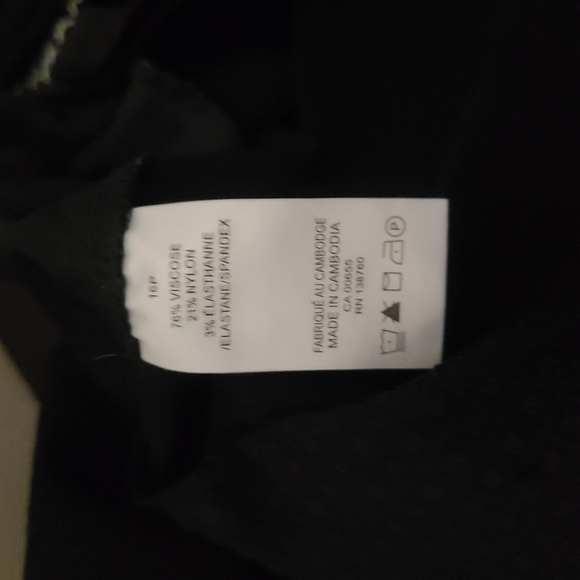 16P
76% VISCOSE
21% NYLON
3% ÉLASTHANNE
/ELASTANE/SPANDEX
FABRIQUÉ AU CAMBODGE
MADE IN CAMBODIA
CA 00655
RN 138760
P